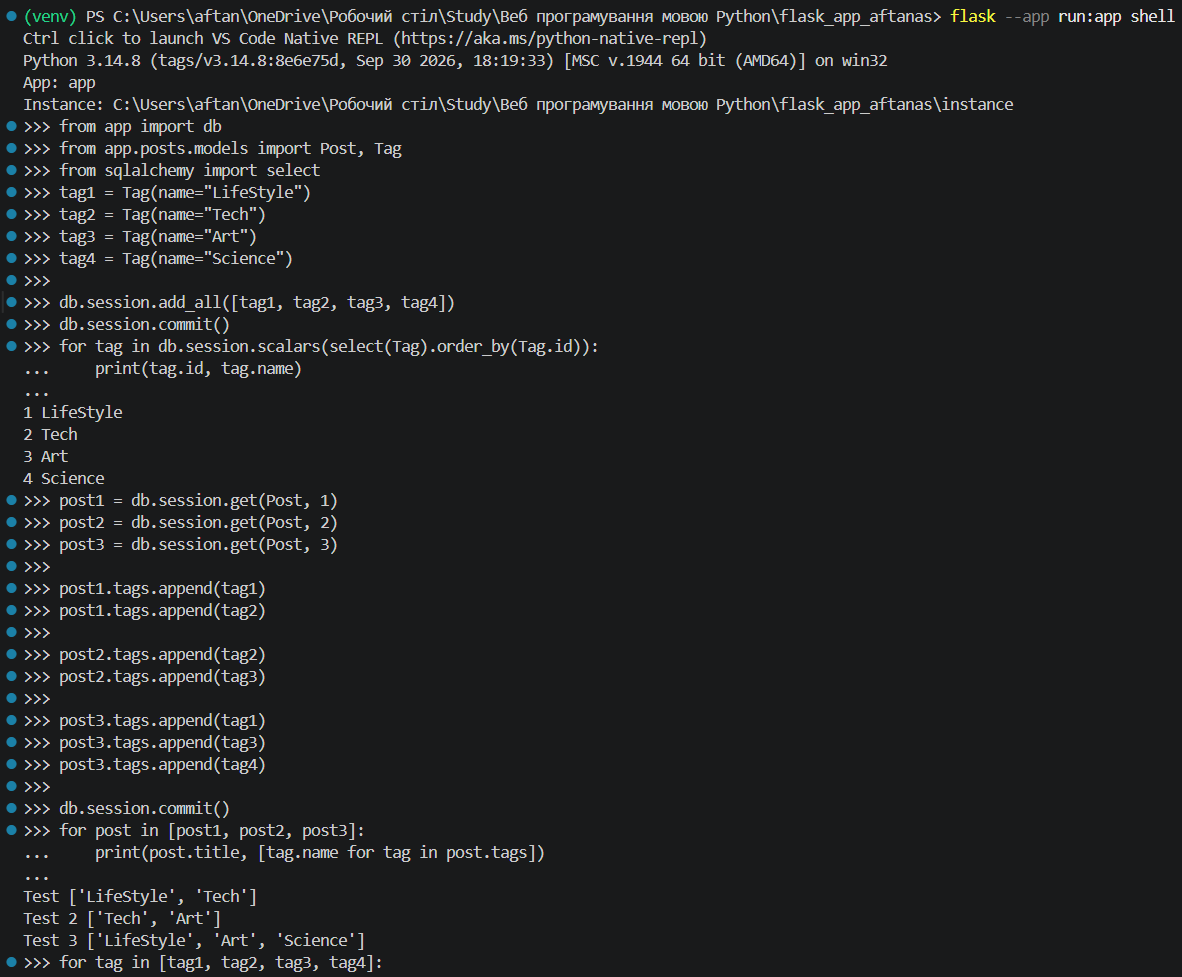 (venv) PS C:\Users\aftan\OneDrive\Робочий стіл\Study\Веб програмування мовою Python\flask_app_aftanas> flask --app run:app shell
Ctrl click to launch VS Code Native REPL (https://aka.ms/python-native-repl)
Python 3.14.8 (tags/v3.14.8:8e6e75d, Sep 30 2026, 18:19:33) [MSC v.1944 64 bit (AMD64)] on win32
App: app
Instance: C:\Users\aftan\OneDrive\Робочий стіл\Study\Веб програмування мовою Python\flask_app_aftanas\instance
>>> from app import db
>>> from app.posts.models import Post, Tag
>>> from sqlalchemy import select
>>> tag1 = Tag(name="LifeStyle")
>>> tag2 = Tag(name="Tech")
>>> tag3 = Tag(name="Art")
>>> tag4 = Tag(name="Science")
>>>
>>> db.session.add_all([tag1, tag2, tag3, tag4])
>>> db.session.commit()
>>> for tag in db.session.scalars(select(Tag).order_by(Tag.id)):
...     print(tag.id, tag.name)
...
1 LifeStyle
2 Tech
3 Art
4 Science
>>> post1 = db.session.get(Post, 1)
>>> post2 = db.session.get(Post, 2)
>>> post3 = db.session.get(Post, 3)
>>>
>>> post1.tags.append(tag1)
>>> post1.tags.append(tag2)
>>>
>>> post2.tags.append(tag2)
>>> post2.tags.append(tag3)
>>>
>>> post3.tags.append(tag1)
>>> post3.tags.append(tag3)
>>> post3.tags.append(tag4)
>>>
>>> db.session.commit()
>>> for post in [post1, post2, post3]:
...     print(post.title, [tag.name for tag in post.tags])
...
Test ['LifeStyle', 'Tech']
Test 2 ['Tech', 'Art']
Test 3 ['LifeStyle', 'Art', 'Science']
>>> for tag in [tag1, tag2, tag3, tag4]: